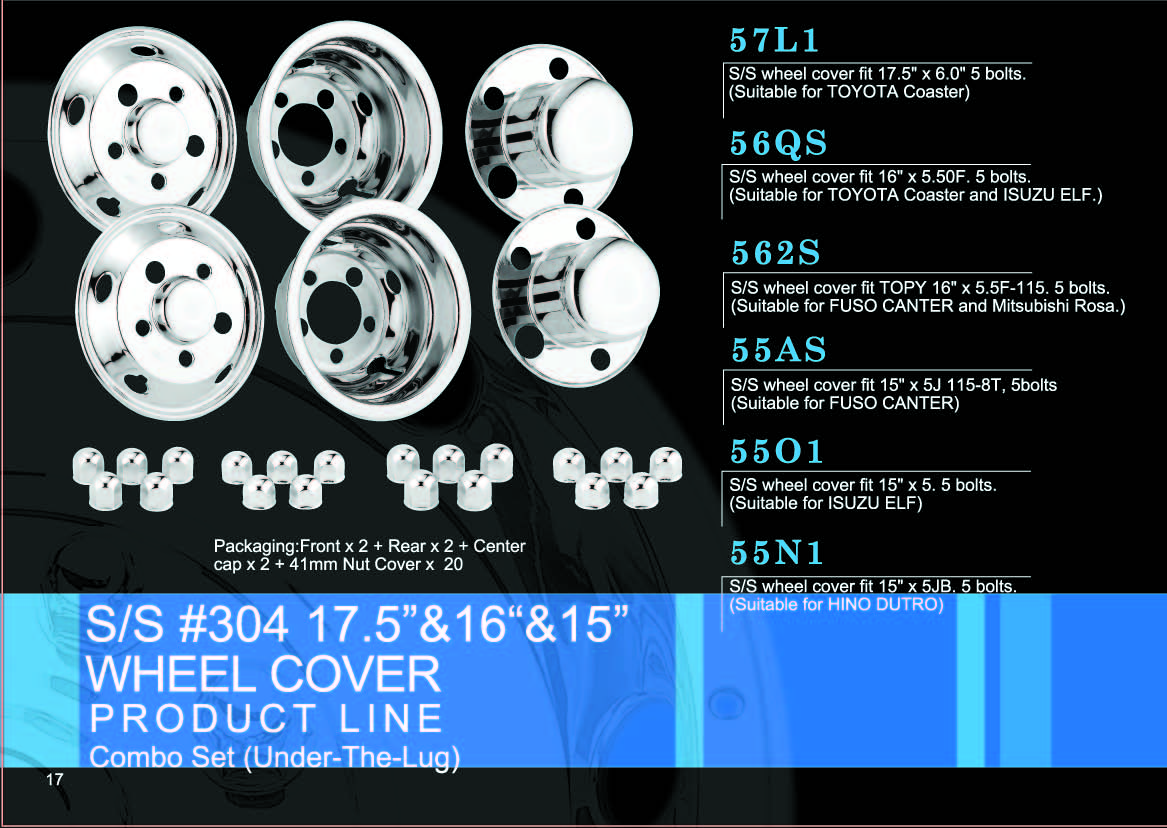 57L1
S/S wheel cover fit 17.5" x 6.0" 5 bolts.
(Suitable for TOYOTA Coaster)
56QS
S/S wheel cover fit 16" x 5.50F. 5 bolts.
(Suitable for TOYOTA Coaster and ISUZU ELF.)
562S
S/S wheel cover fit TOPY 16" x 5.5F-115. 5 bolts.
(Suitable for FUSO CANTER and Mitsubishi Rosa.)
55AS
S/S wheel cover fit 15" x 5J 115-8T, 5bolts
(Suitable for FUSO CANTER)
55O1
S/S wheel cover fit 15" x 5. 5 bolts.
(Suitable for ISUZU ELF)
55N1
S/S wheel cover fit 15" x 5JB. 5 bolts.
(Suitable for HINO DUTRO)
Packaging:Front x 2 + Rear x 2 + Center
cap x 2 + 41mm Nut Cover x  20
S/S #304 17.5”&16“&15”
WHEEL COVER
PRODUCT LINE
Combo Set (Under-The-Lug)
17